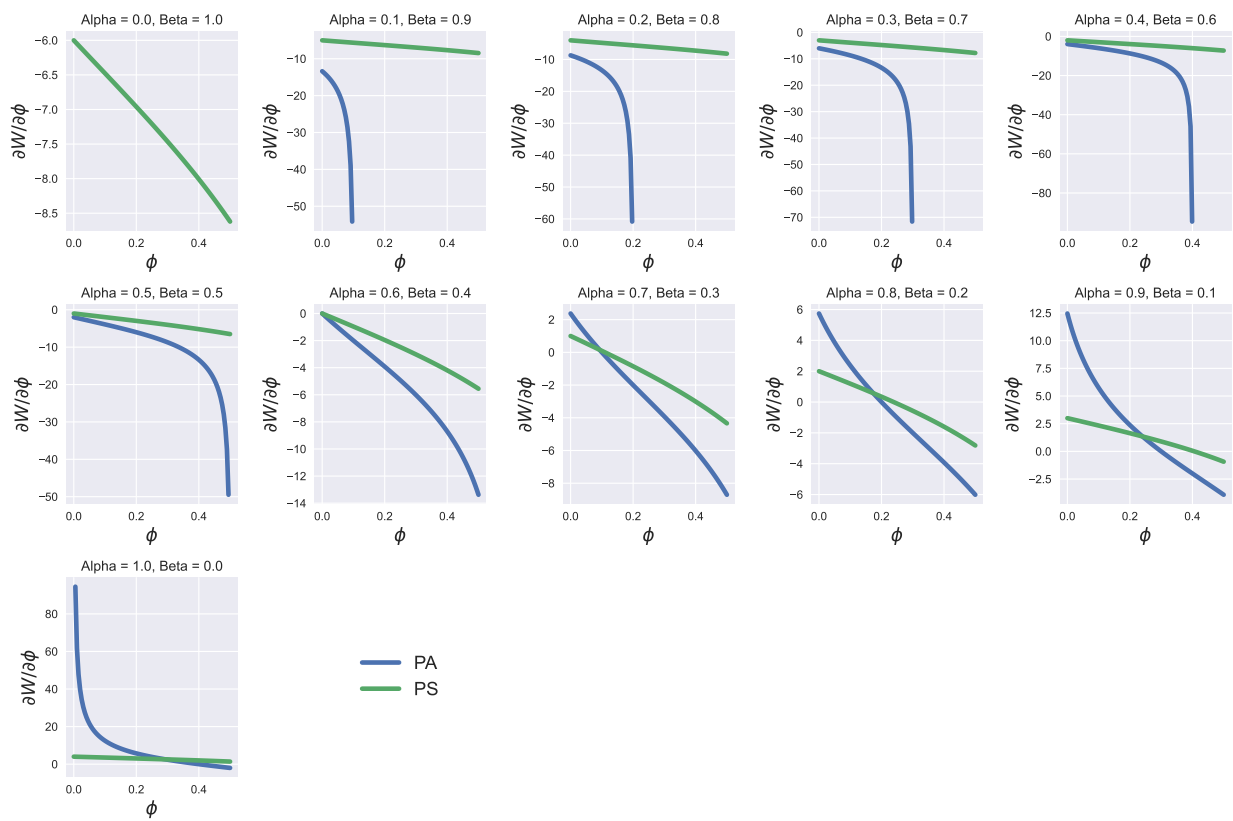 Alpha = 0.0, Beta = 1.0
−6.0
−6.5
−7.0
−7.5
−8.0
−8.5
∂W/∂ϕ
0.0 0.2 0.4
ϕ
Alpha = 0.1, Beta = 0.9
−10
−20
−30
−40
−50
∂W/∂ϕ
0.0 0.2 0.4
ϕ
Alpha = 0.2, Beta = 0.8
0
−10
−20
−30
−40
−50
−60
∂W/∂ϕ
0.0 0.2 0.4
ϕ
Alpha = 0.3, Beta = 0.7
0
−10
−20
−30
−40
−50
−60
−70
∂W/∂ϕ
0.0 0.2 0.4
ϕ
Alpha = 0.4, Beta = 0.6
0
−20
−40
−60
−80
∂W/∂ϕ
0.0 0.2 0.4
ϕ
Alpha = 0.5, Beta = 0.5
0
−10
−20
−30
−40
−50
∂W/∂ϕ
0.0 0.2 0.4
ϕ
Alpha = 0.6, Beta = 0.4
0
−2
−4
−6
−8
−10
−12
−14
∂W/∂ϕ
0.0 0.2 0.4
ϕ
Alpha = 0.7, Beta = 0.3
2
0
−2
−4
−6
−8
∂W/∂ϕ
0.0 0.2 0.4
ϕ
Alpha = 0.8, Beta = 0.2
6
4
2
0
−2
−4
−6
∂W/∂ϕ
0.0 0.2 0.4
ϕ
Alpha = 0.9, Beta = 0.1
12.5
10.0
7.5
5.0
2.5
0.0
−2.5
∂W/∂ϕ
0.0 0.2 0.4
ϕ
Alpha = 1.0, Beta = 0.0
80
60
40
20
0
∂W/∂ϕ
0.0 0.2 0.4
ϕ
PA
PS